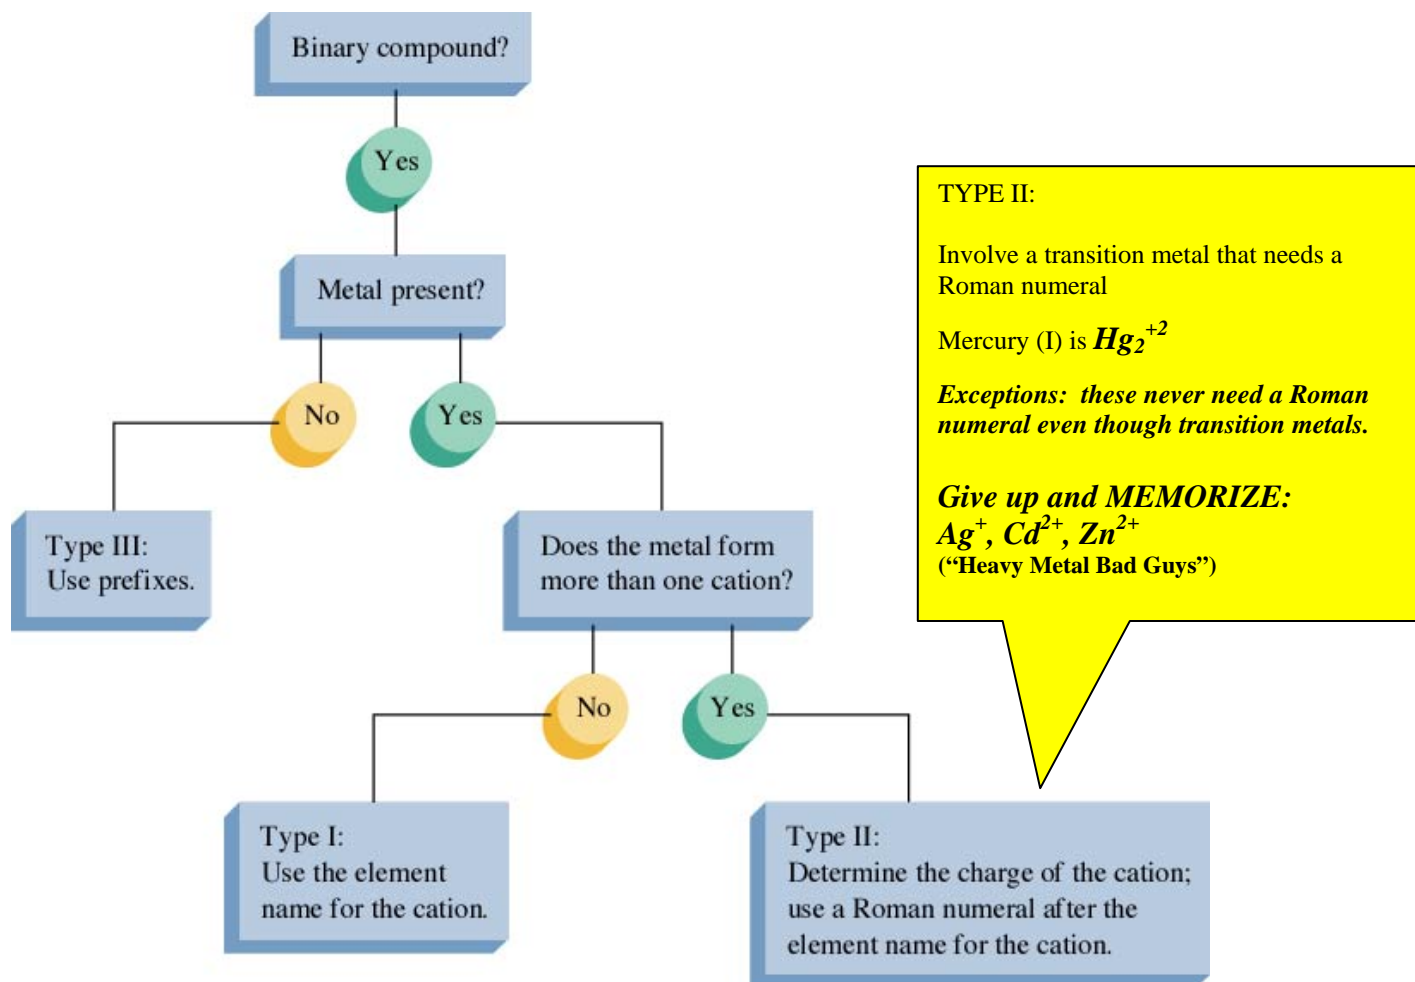 Binary compound?
Yes
Metal present?
No
Yes
Type III:
Use prefixes.
Does the metal form
more than one cation?
No
Yes
Type I:
Use the element
name for the cation.
Type II:
Determine the charge of the cation;
use a Roman numeral after the
element name for the cation.
TYPE II:
Involve a transition metal that needs a
Roman numeral
Mercury (I) is Hg₂⁺²
Exceptions: these never need a Roman
numeral even though transition metals.
Give up and MEMORIZE:
Ag⁺, Cd²⁺, Zn²⁺
(“Heavy Metal Bad Guys”)